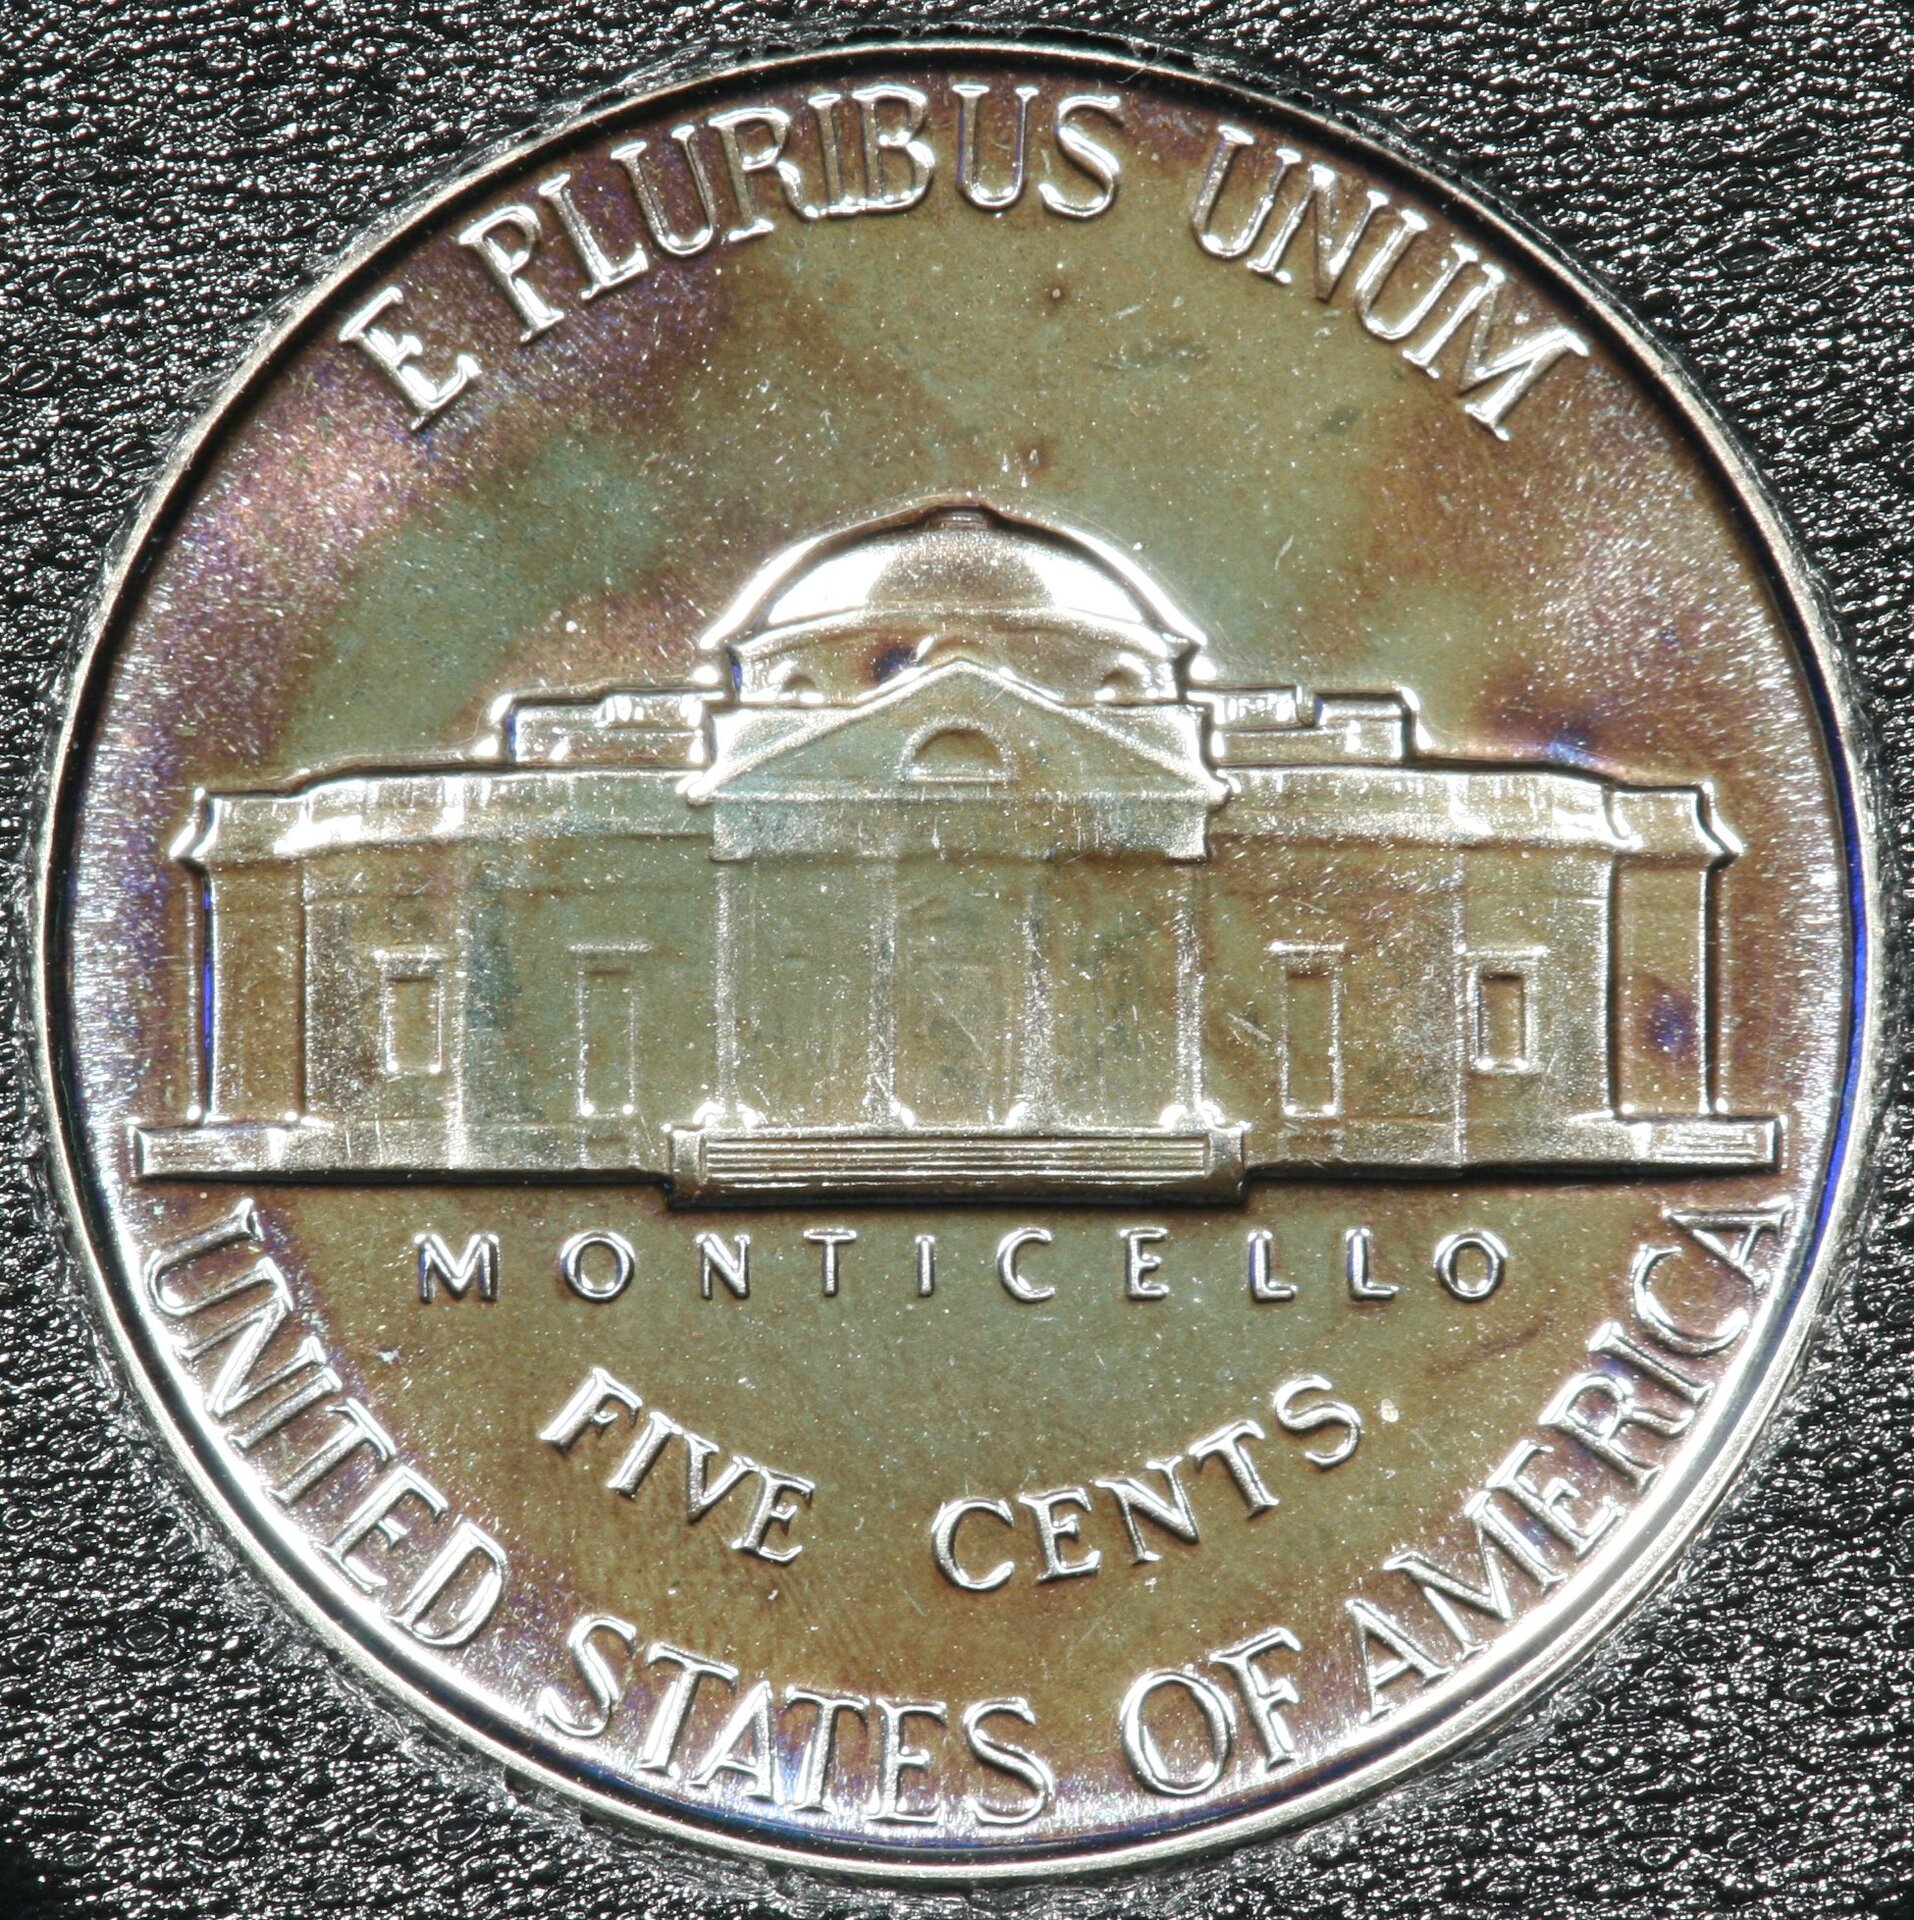 E PLURIBUS UNUM
MONTICELLO
FIVE CENTS
UNITED STATES OF AMERICA